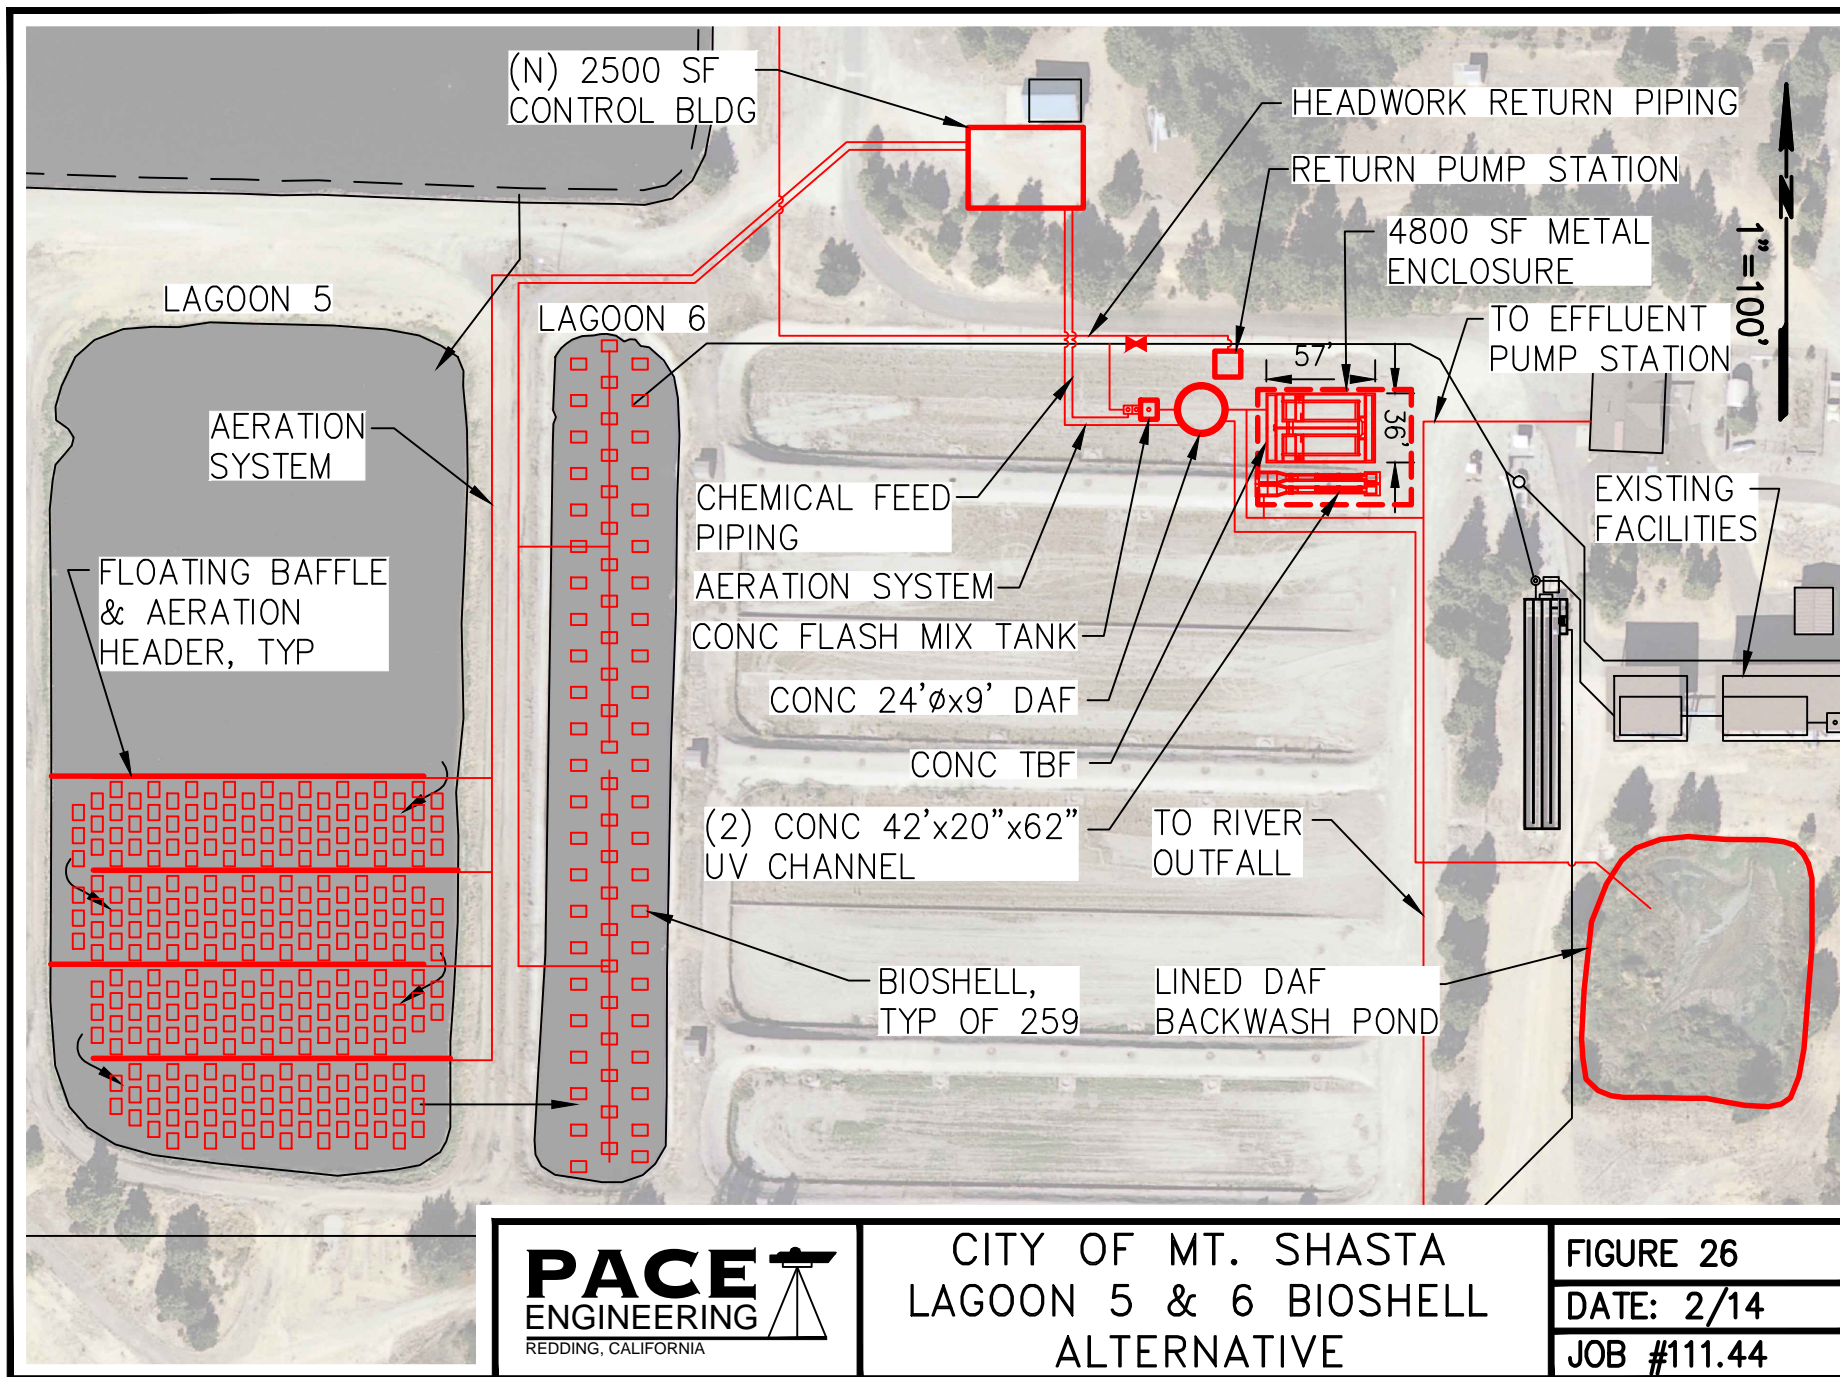 (N) 2500 SF
CONTROL BLDG
HEADWORK RETURN PIPING
RETURN PUMP STATION
4800 SF METAL
ENCLOSURE
N
1"=100'
LAGOON 5
LAGOON 6
TO EFFLUENT
PUMP STATION
57'
36'
AERATION
SYSTEM
CHEMICAL FEED
PIPING
EXISTING
FACILITIES
FLOATING BAFFLE
& AERATION
HEADER, TYP
AERATION SYSTEM
CONC FLASH MIX TANK
CONC 24'øx9' DAF
CONC TBF
(2) CONC 42'x20"x62"
UV CHANNEL
TO RIVER
OUTFALL
BIOSHELL,
TYP OF 259
LINED DAF
BACKWASH POND
PACE
ENGINEERING
REDDING, CALIFORNIA
CITY OF MT. SHASTA
LAGOON 5 & 6 BIOSHELL
ALTERNATIVE
FIGURE 26
DATE: 2/14
JOB #111.44